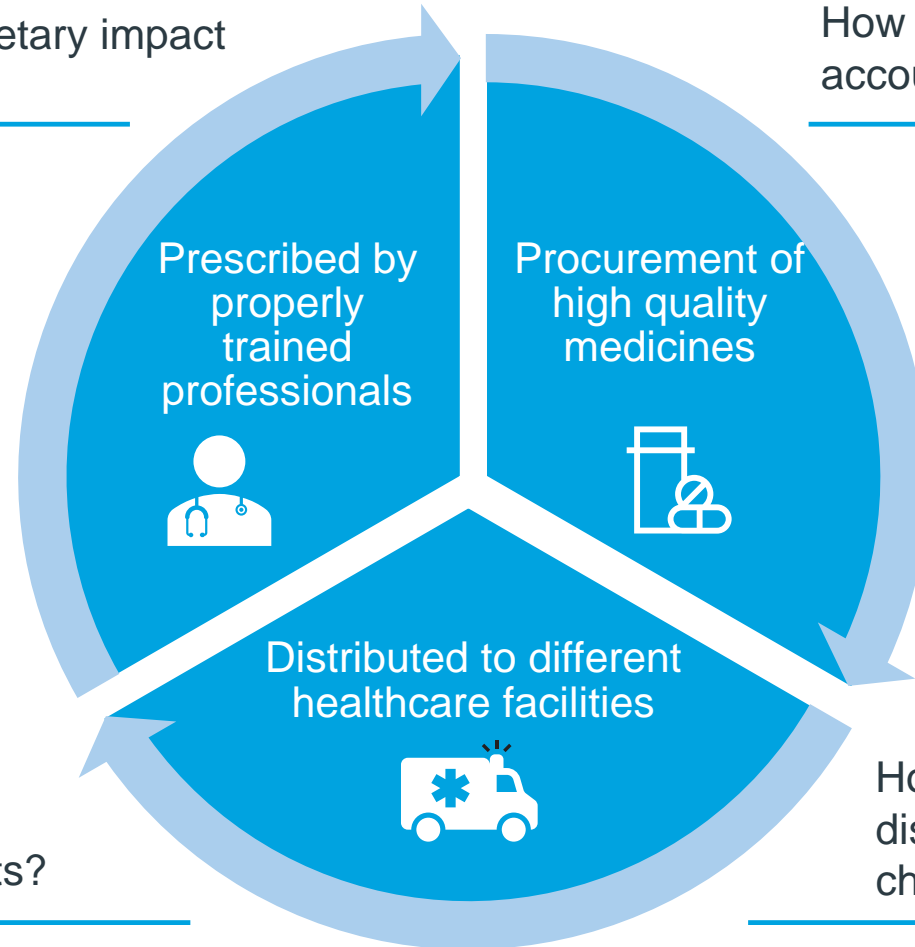 etary impact
How
accou
Prescribed by
properly
trained
professionals
Procurement of
high quality
medicines
Distributed to different
healthcare facilities
Ho
dis
ch
ts?